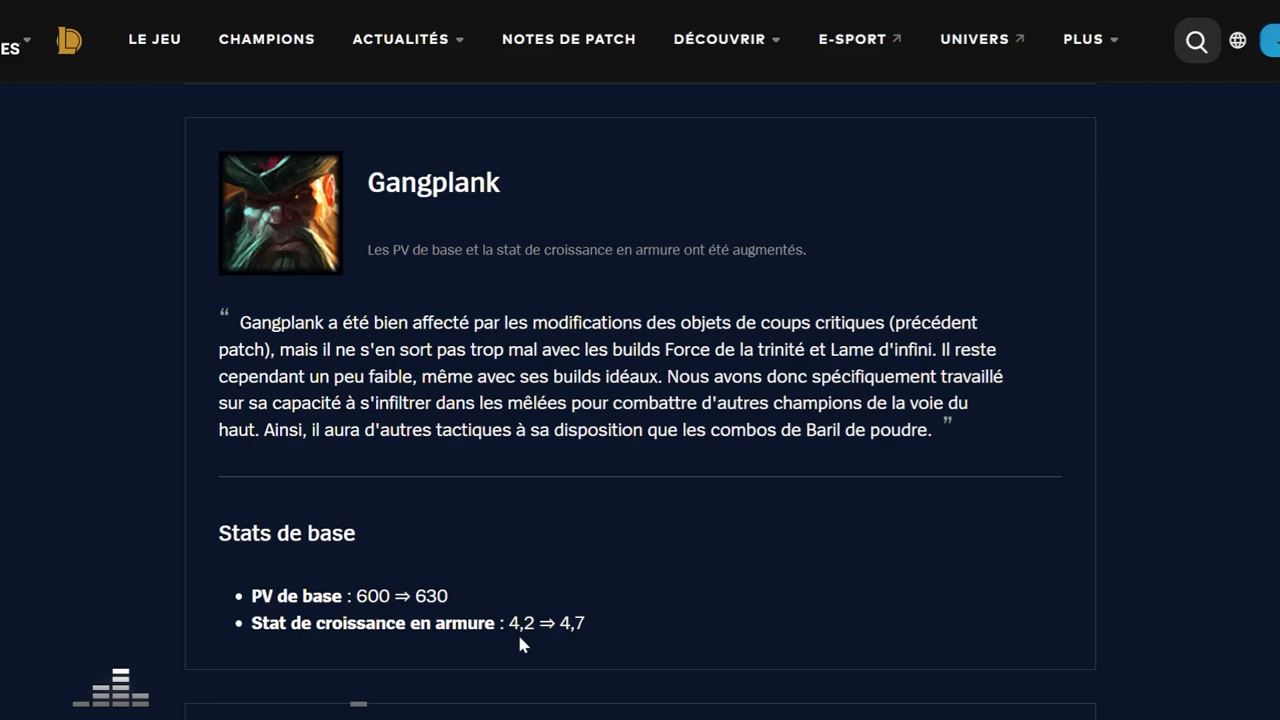 ES
LE JEU CHAMPIONS ACTUALITÉS NOTES DE PATCH DÉCOUVRIR E-SPORT UNIVERS PLUS
Gangplank
Les PV de base et la stat de croissance en armure ont été augmentés.
“ Gangplank a été bien affecté par les modifications des objets de coups critiques (précédent
patch), mais il ne s'en sort pas trop mal avec les builds Force de la trinité et Lame d'infini. Il reste
cependant un peu faible, même avec ses builds idéaux. Nous avons donc spécifiquement travaillé
sur sa capacité à s'infiltrer dans les mêlées pour combattre d'autres champions de la voie du
haut. Ainsi, il aura d'autres tactiques à sa disposition que les combos de Baril de poudre. ”
Stats de base
• PV de base : 600 ⇒ 630
• Stat de croissance en armure : 4,2 ⇒ 4,7